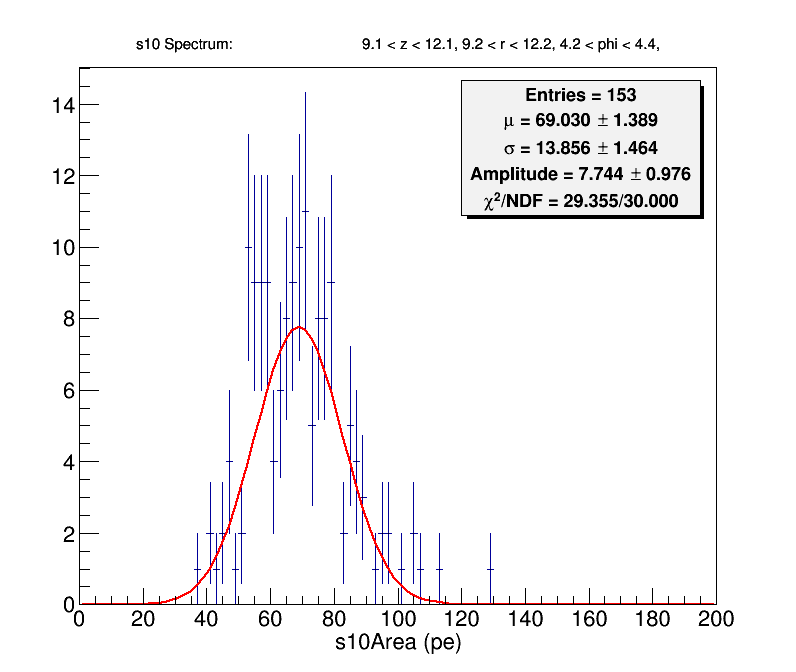 s10 Spectrum: 9.1 < z < 12.1, 9.2 < r < 12.2, 4.2 < phi < 4.4,
Entries = 153
μ = 69.030 ± 1.389
σ = 13.856 ± 1.464
Amplitude = 7.744 ± 0.976
χ²/NDF = 29.355/30.000
14
12
10
8
6
4
2
0
0 20 40 60 80 100 120 140 160 180 200
s10Area (pe)